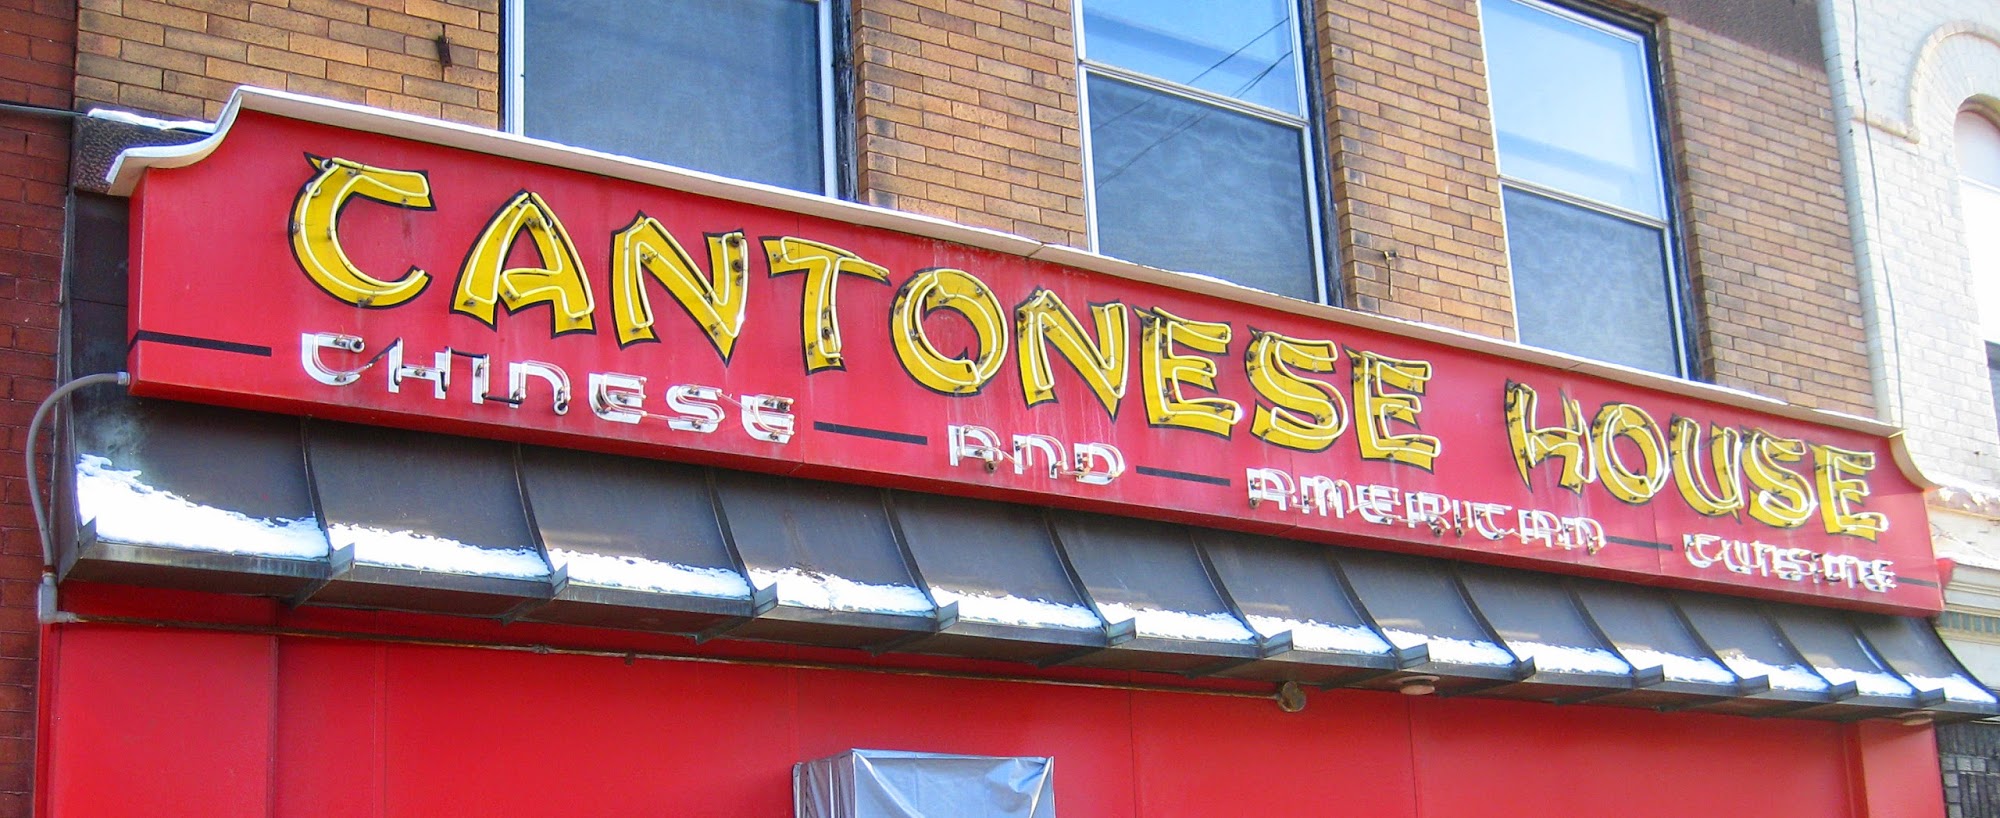 CANTONESE HOUSE
CHINESE — AND — AMERICAN — CUISINE